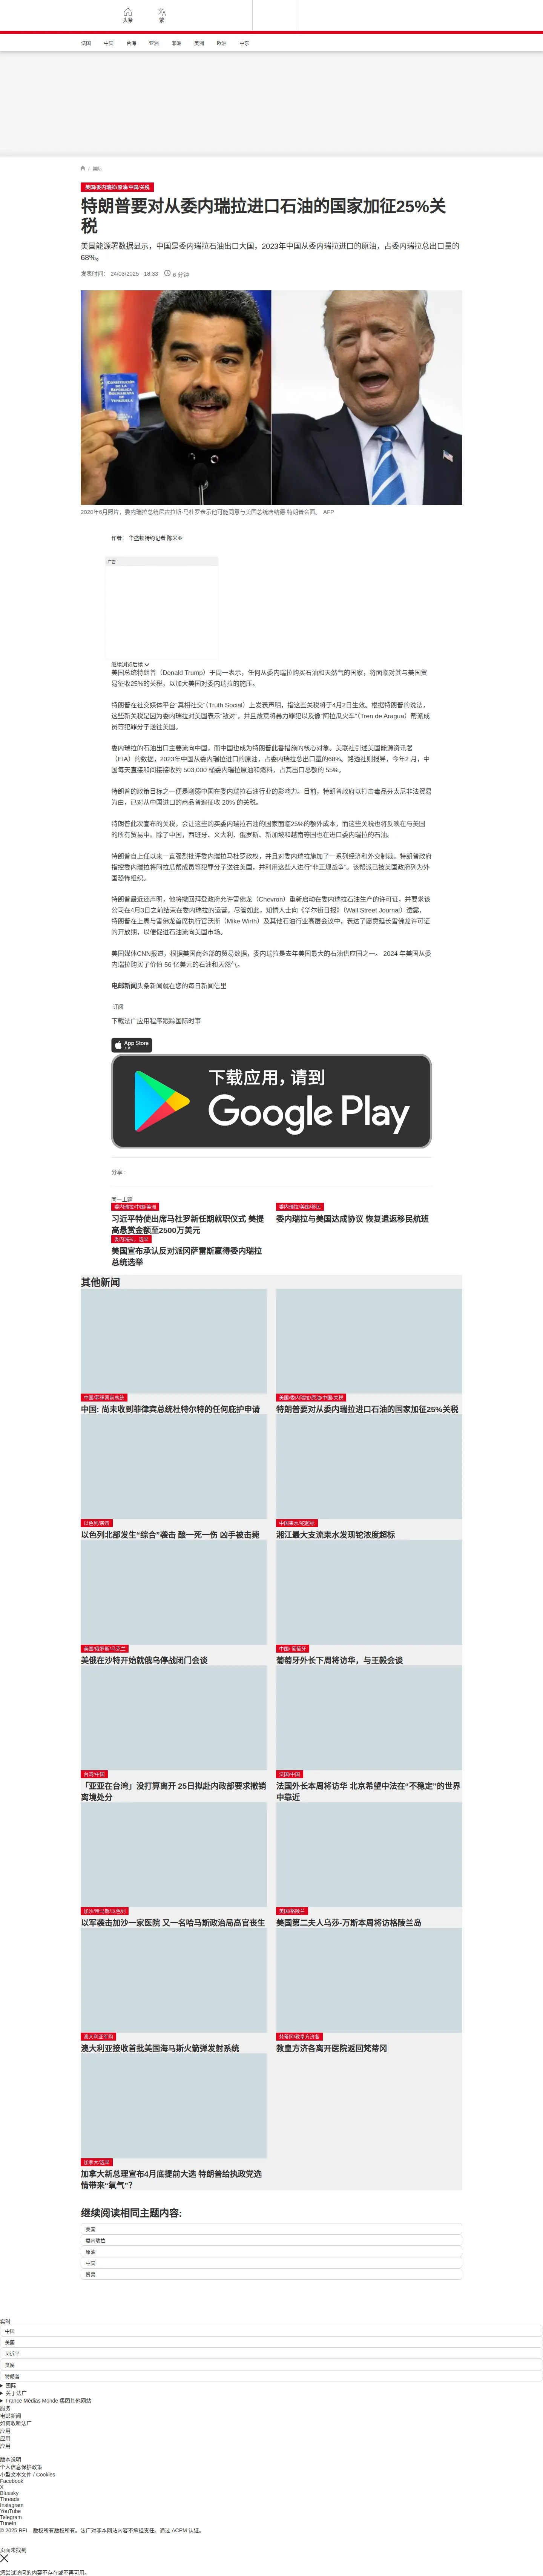 头条
繁
法国
中国
台海
亚洲
非洲
美洲
欧洲
中东
/ 国际
美国/委内瑞拉/原油/中国/关税
特朗普要对从委内瑞拉进口石油的国家加征25%关
税
美国能源署数据显示，中国是委内瑞拉石油出口大国，2023年中国从委内瑞拉进口的原油，占委内瑞拉总出口量的
68%。
发表时间： 24/03/2025 - 19:33
6 分钟
2020年6月照片，委内瑞拉总统尼古拉斯·马杜罗表示他可能同意与美国总统唐纳德·特朗普会面。 AFP
作者： 华盛顿特约记者 陈米亚
广告
继续浏览后续
美国总统特朗普（Donald Trump）于周一表示，任何从委内瑞拉购买石油和天然气的国家，将面临对其与美国贸
易征收25%的关税，以加大美国对委内瑞拉的施压。
特朗普在社交媒体平台“真相社交”（Truth Social）上发表声明，指这些关税将于4月2日生效。根据特朗普的说法，
这些新关税是因为委内瑞拉对美国表示“敌对”，并且故意将暴力罪犯以及像“阿拉瓜火车”（Tren de Aragua）帮派成
员等犯罪分子送往美国。
委内瑞拉的石油出口主要流向中国，而中国也成为特朗普此番措施的核心对象。美联社引述美国能源资讯署
（EIA）的数据，2023年中国从委内瑞拉进口的原油，占委内瑞拉总出口量的68%。路透社则报导，今年2 月，中
国每天直接和间接接收约 503,000 桶委内瑞拉原油和燃料，占其出口总额的 55%。
特朗普的政策目标之一便是削弱中国在委内瑞拉石油行业的影响力。目前，特朗普政府以打击毒品芬太尼非法贸易
为由，已对从中国进口的商品普遍征收 20% 的关税。
特朗普此次宣布的关税，会让这些购买委内瑞拉石油的国家面临25%的额外成本，而这些关税也将反映在与美国
的所有贸易中。除了中国，西班牙、义大利、俄罗斯、新加坡和越南等国也在进口委内瑞拉的石油。
特朗普自上任以来一直强烈批评委内瑞拉马杜罗政权，并且对委内瑞拉施加了一系列经济和外交制裁。特朗普政府
指控委内瑞拉将阿拉瓜帮成员等犯罪分子送往美国，并利用这些人进行“非正规战争”。该帮派已被美国政府列为外
国恐怖组织。
特朗普最近还声明，他将撤回拜登政府允许雪佛龙（Chevron）重新启动在委内瑞拉石油生产的许可证，并要求该
公司在4月3日之前结束在委内瑞拉的运营。尽管如此，知情人士向《华尔街日报》（Wall Street Journal）透露，
特朗普在上周与雪佛龙首席执行官沃斯（Mike Wirth）及其他石油行业高层会议中，表达了愿意延长雪佛龙许可证
的开放期，以便促进石油流向美国市场。
美国媒体CNN报道，根据美国商务部的贸易数据，委内瑞拉是去年美国最大的石油供应国之一。 2024 年美国从委
内瑞拉购买了价值 56 亿美元的石油和天然气。
电邮新闻头条新闻就在您的每日新闻信里
订阅
下载法广应用程序跟踪国际时事
App Store
下载
下载应用，请到
Google Play
分享 :
同一主题
委内瑞拉/中国/美洲
习近平特使出席马杜罗新任期就职仪式 美提
高悬赏金额至2500万美元
委内瑞拉/美国/移民
委内瑞拉与美国达成协议 恢复遣返移民航班
委内瑞拉、选举
美国宣布承认反对派冈萨雷斯赢得委内瑞拉
总统选举
其他新闻
中国/菲律宾前总统
中国: 尚未收到菲律宾总统杜特尔特的任何庇护申请
美国/委内瑞拉/原油/中国/关税
特朗普要对从委内瑞拉进口石油的国家加征25%关税
以色列/袭击
以色列北部发生“综合”袭击 酿一死一伤 凶手被击毙
中国耒水/铊超标
湘江最大支流耒水发现铊浓度超标
美国/俄罗斯/乌克兰
美俄在沙特开始就俄乌停战闭门会谈
中国/ 葡萄牙
葡萄牙外长下周将访华，与王毅会谈
台湾/中国
「亚亚在台湾」没打算离开 25日拟赴内政部要求撤销
离境处分
法国/中国
法国外长本周将访华 北京希望中法在“不稳定”的世界
中靠近
加沙/哈马斯/以色列
以军袭击加沙一家医院 又一名哈马斯政治局高官丧生
美国/格陵兰
美国第二夫人乌莎-万斯本周将访格陵兰岛
澳大利亚军购
澳大利亚接收首批美国海马斯火箭弹发射系统
梵蒂冈/教皇方济各
教皇方济各离开医院返回梵蒂冈
加拿大/选举
加拿大新总理宣布4月底提前大选 特朗普给执政党选
情带来“氧气”？
继续阅读相同主题内容:
美国
委内瑞拉
原油
中国
贸易
实时
中国
美国
习近平
贪腐
特朗普
国际
关于法广
France Médias Monde 集团其他网站
服务
电邮新闻
如何收听法广
应用
应用
应用
版本说明
个人信息保护政策
小型文本文件 / Cookies
Facebook
X
Bluesky
Threads
Instagram
YouTube
Telegram
TuneIn
© 2025 RFI – 版权所有版权所有。法广对非本网站内容不承担责任。通过 ACPM 认证。
页面未找到
您尝试访问的内容不存在或不再可用。